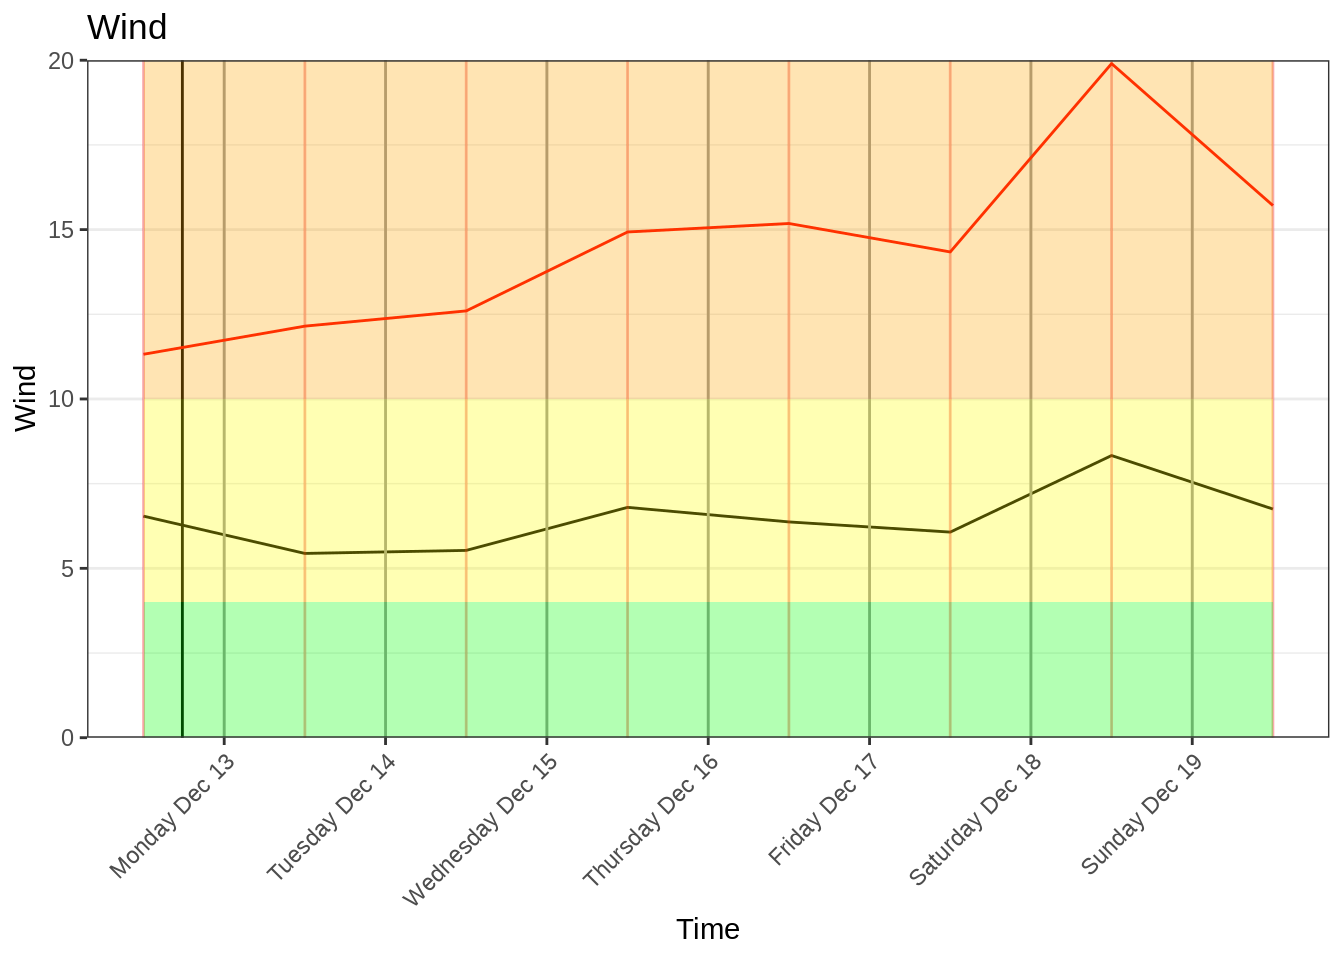 Wind
20
15
10
5
0
Wind
Monday Dec 13
Tuesday Dec 14
Wednesday Dec 15
Thursday Dec 16
Friday Dec 17
Saturday Dec 18
Sunday Dec 19
Time